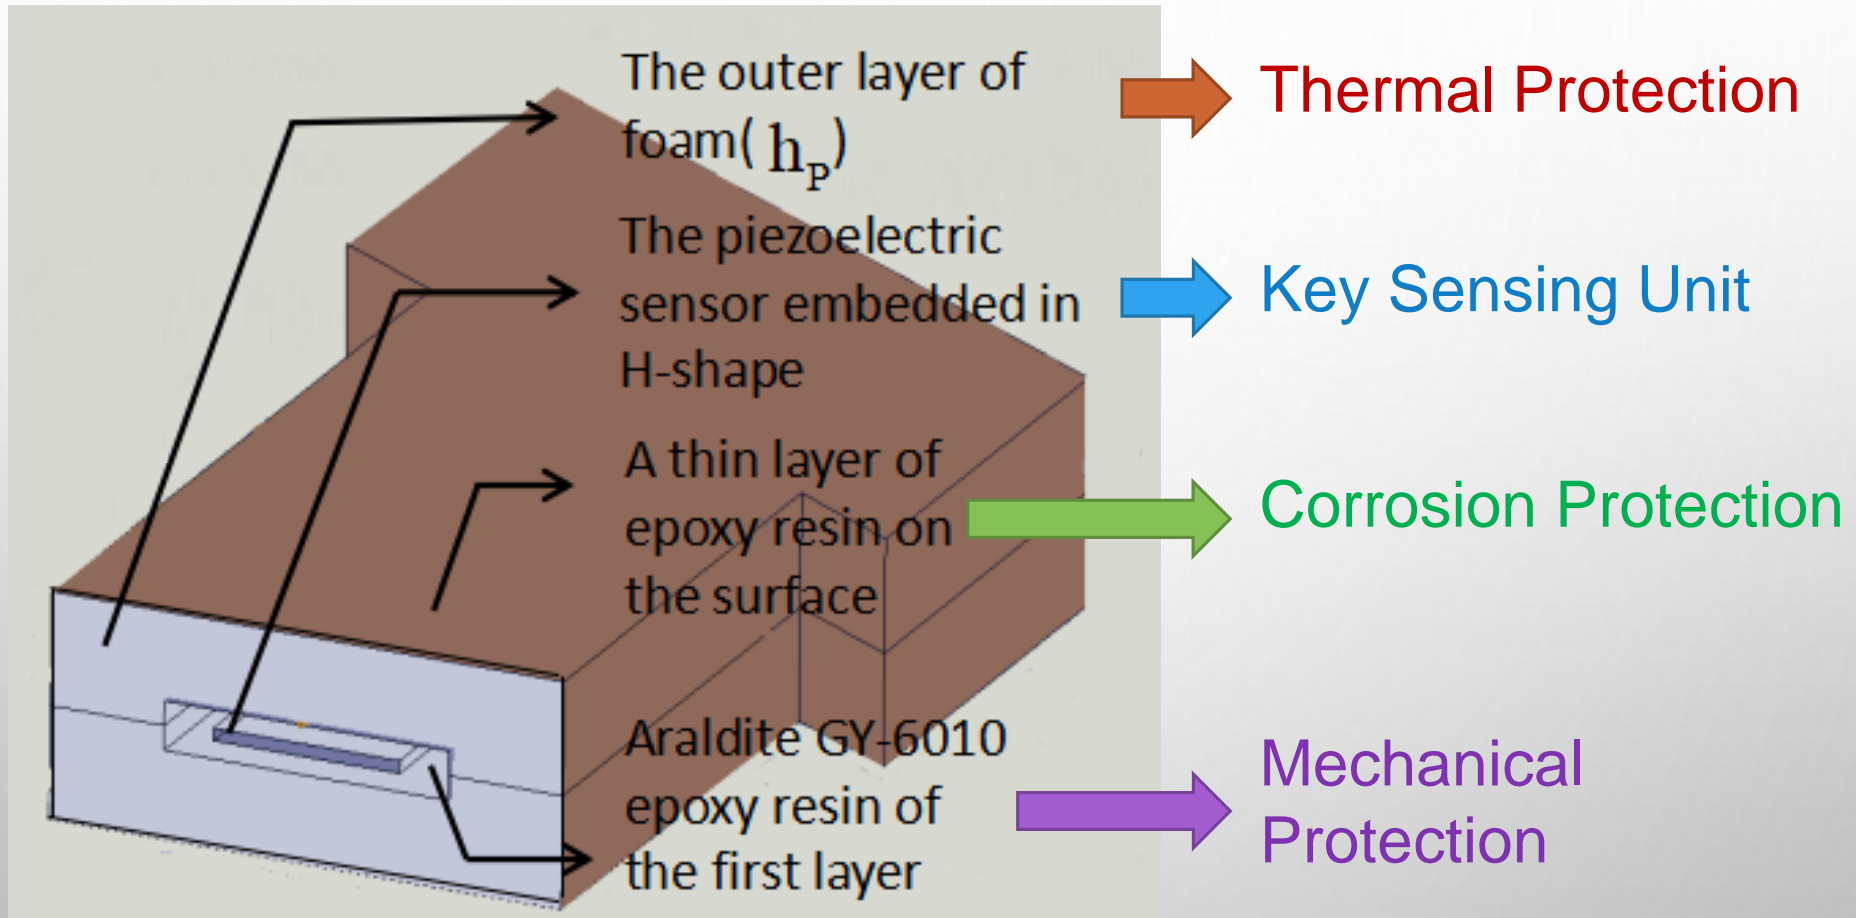 The outer layer of
foam( hP)
Thermal Protection
The piezoelectric
sensor embedded in
H-shape
Key Sensing Unit
A thin layer of
epoxy resin on
the surface
Corrosion Protection
Araldite GY-6010
epoxy resin of
the first layer
Mechanical
Protection